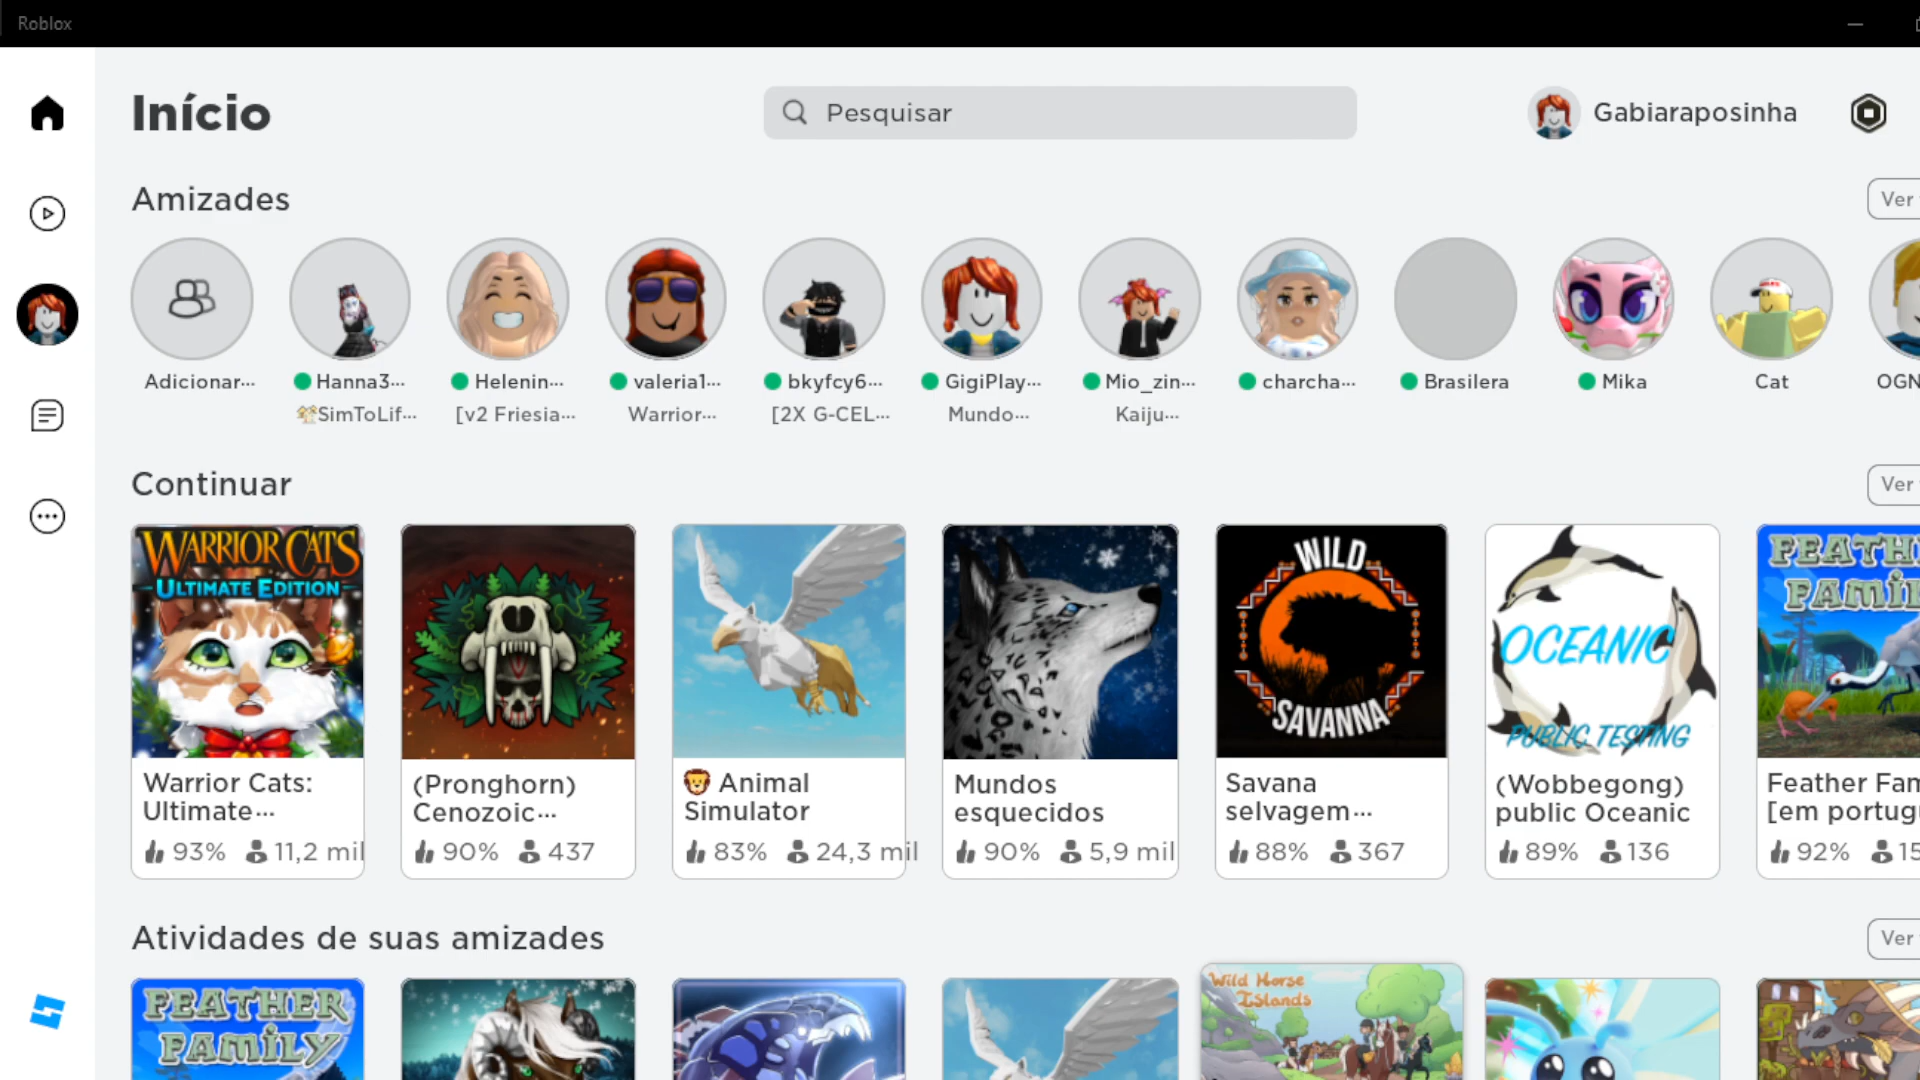 Roblox
Início
Pesquisar
Gabiaraposinha
Amizades
Ver
Adicionar...
Hanna3...
Helenin...
valeria1...
bkyfcy6...
GigiPlay...
Mio_zin...
charcha...
Brasilera
Mika
Cat
OGN
SimToLif...
[v2 Friesia...
Warrior...
[2X G-CEL...
Mundo...
Kaiju...
Continuar
Ver
WARRIOR CATS
ULTIMATE EDITION
WILD
SAVANNA
OCEANIC
PUBLIC TESTING
FEATH
FAMIL
Warrior Cats:
Ultimate...
(Pronghorn)
Cenozoic...
Animal
Simulator
Mundos
esquecidos
Savana
selvagem...
(Wobbegong)
public Oceanic
Feather Fam
[em portug
93% 11,2 mil
90% 437
83% 24,3 mil
90% 5,9 mil
88% 367
89% 136
92% 15
Atividades de suas amizades
Ver
FEATHER
FAMILY
Wild Horse
Islands